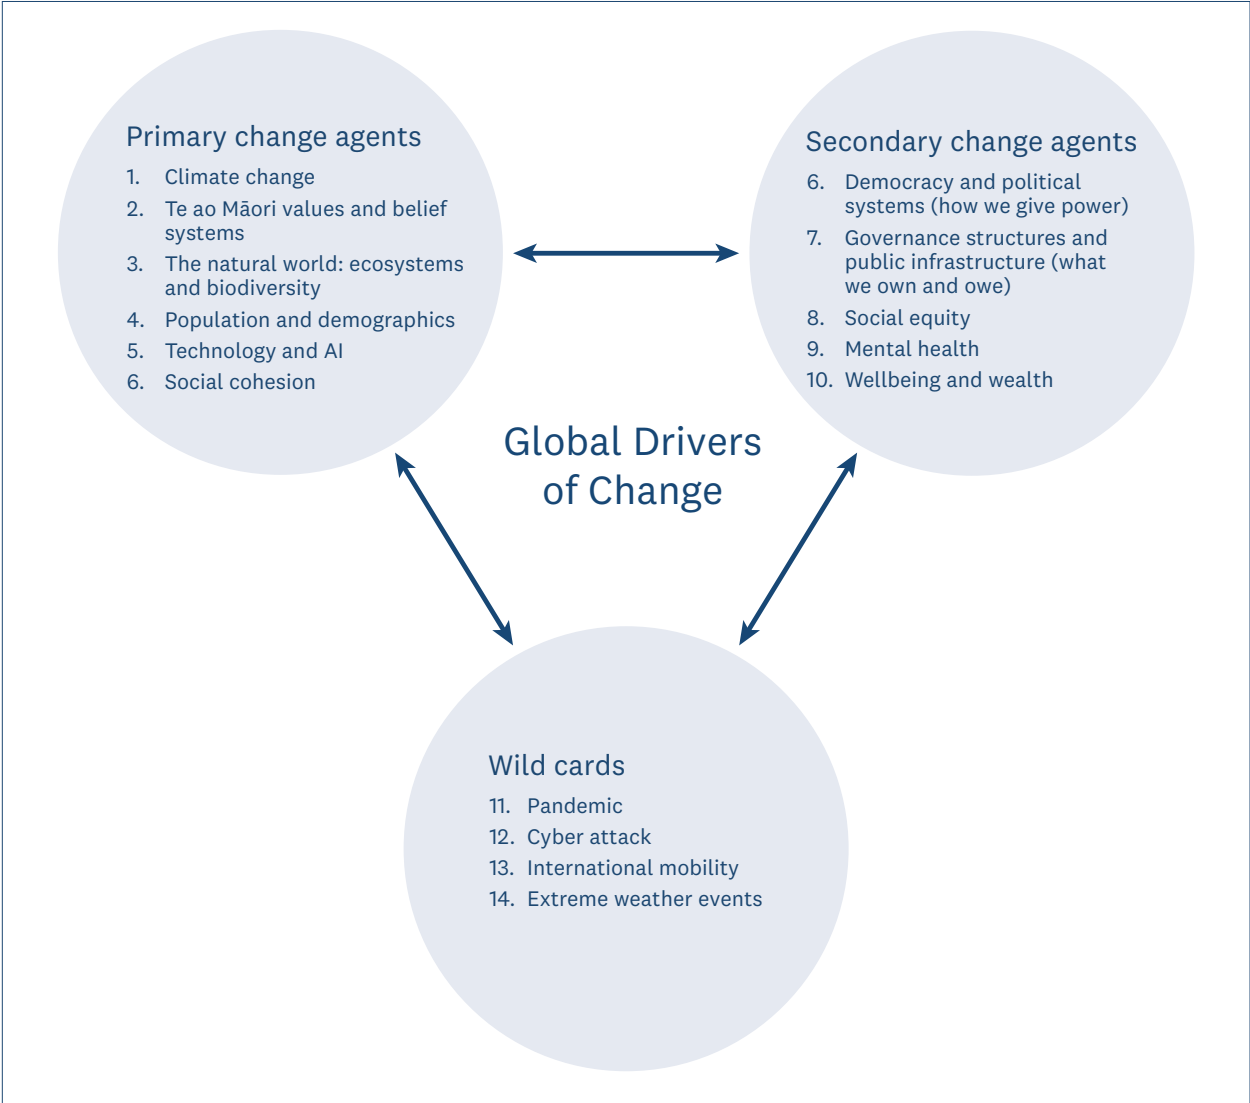 Primary change agents
1. Climate change
2. Te ao Māori values and belief
systems
3. The natural world: ecosystems
and biodiversity
4. Population and demographics
5. Technology and AI
6. Social cohesion
Secondary change agents
6. Democracy and political
systems (how we give power)
7. Governance structures and
public infrastructure (what
we own and owe)
8. Social equity
9. Mental health
10. Wellbeing and wealth
Global Drivers
of Change
Wild cards
11. Pandemic
12. Cyber attack
13. International mobility
14. Extreme weather events